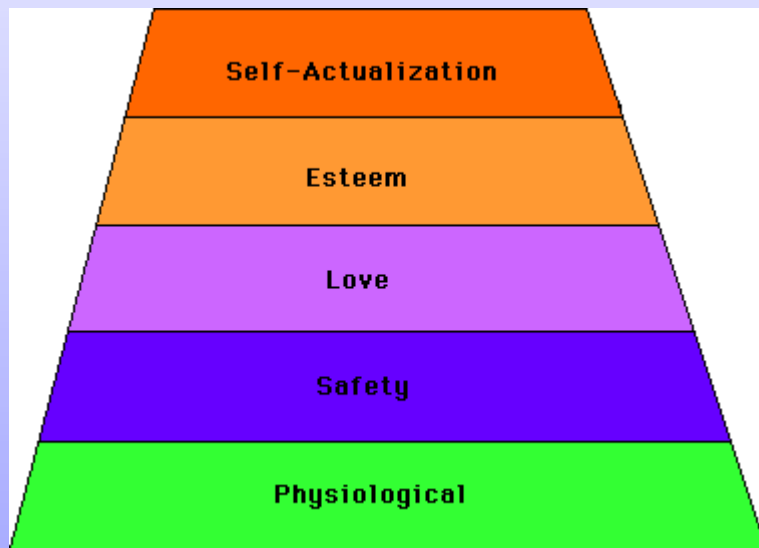 Self-Actualization
Esteem
Love
Safety
Physiological